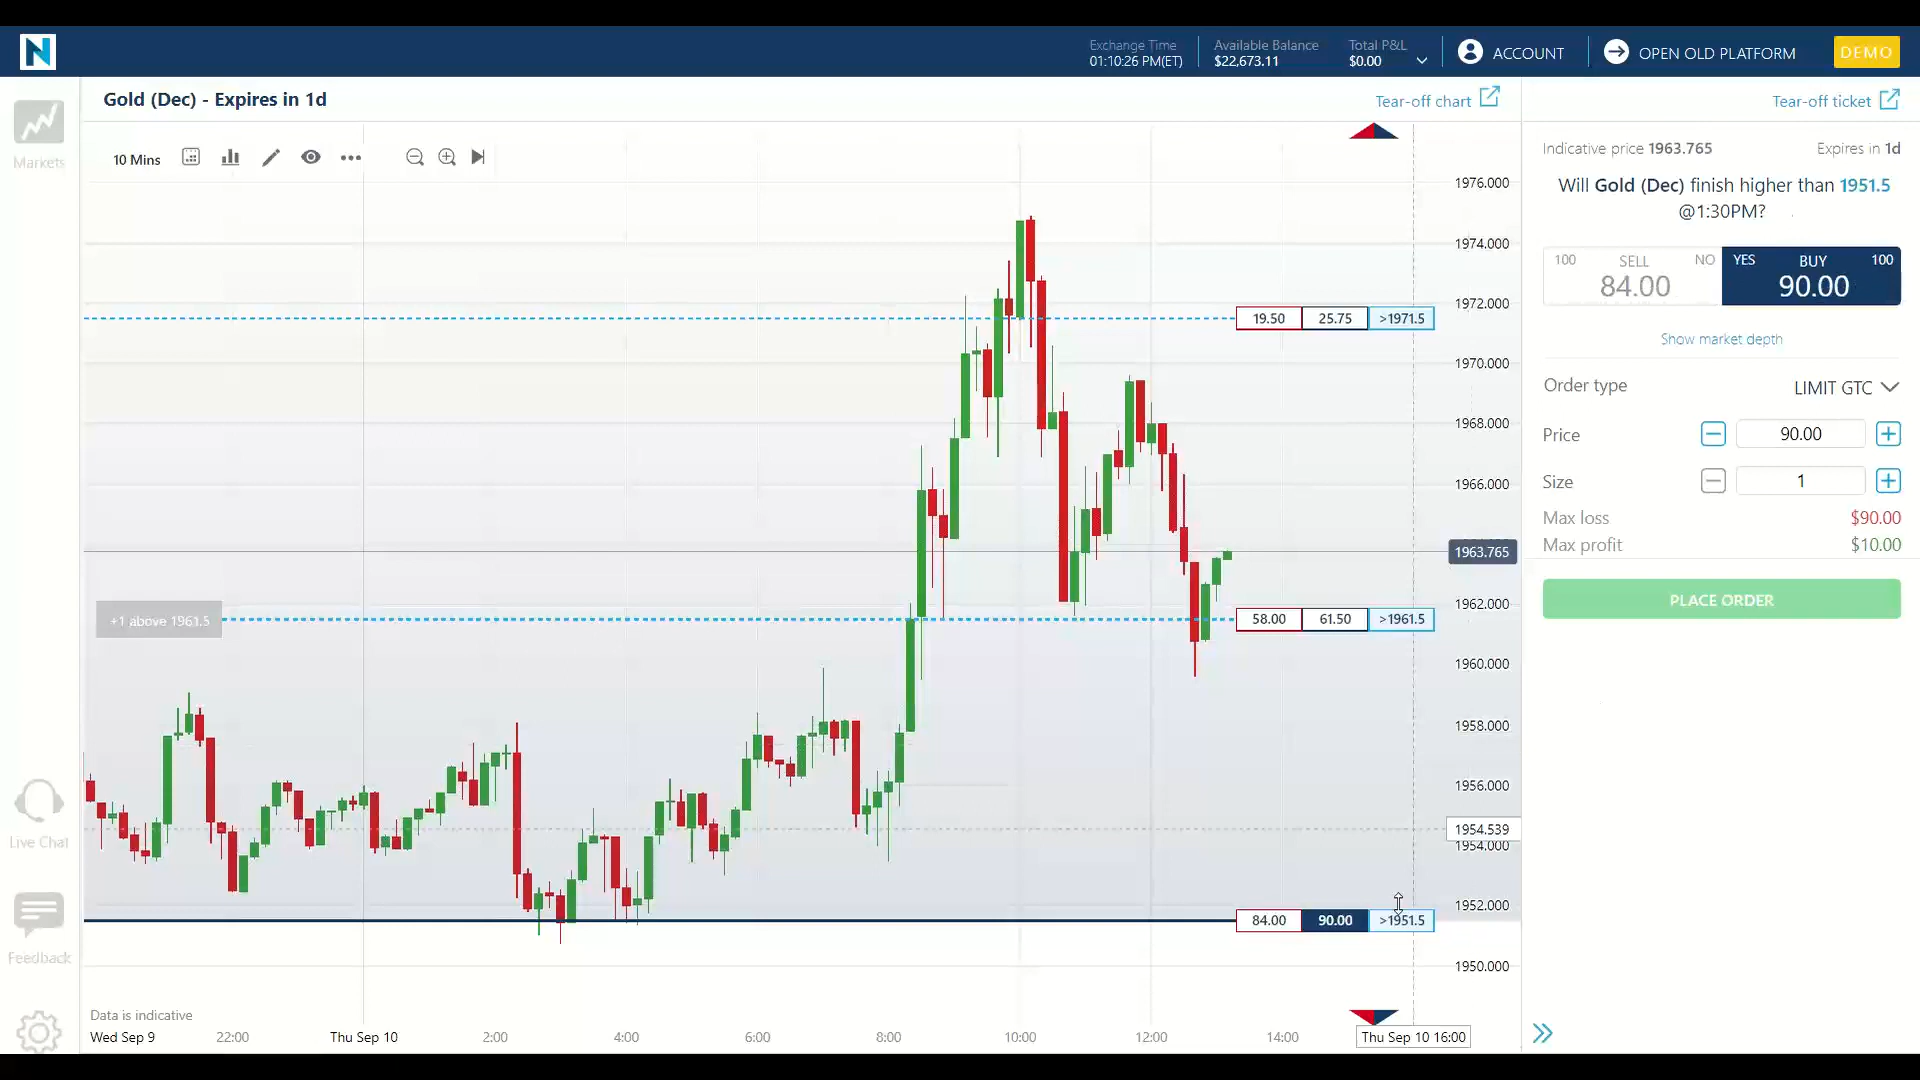 N
Exchange Time
01:10:26 PM(ET)
Available Balance
$22,673.11
Total P&L
$0.00
ACCOUNT
OPEN OLD PLATFORM
DEMO
Markets
Live Chat
Feedback
Gold (Dec) - Expires in 1d
Tear-off chart
10 Mins
1976.000
1974.000
1972.000
1970.000
1968.000
1966.000
1963.765
1962.000
1960.000
1958.000
1956.000
1954.539
1954.000
1952.000
1950.000
19.50 25.75 >1971.5
+1 above 1961.5
58.00 61.50 >1961.5
84.00 90.00 >1951.5
Data is indicative
Wed Sep 9 22:00 Thu Sep 10 2:00 4:00 6:00 8:00 10:00 12:00 14:00 Thu Sep 10 16:00
Tear-off ticket
Indicative price 1963.765 Expires in 1d
Will Gold (Dec) finish higher than 1951.5
@1:30PM?
100 SELL NO YES BUY 100
84.00 90.00
Show market depth
Order type LIMIT GTC
Price 90.00
Size 1
Max loss $90.00
Max profit $10.00
PLACE ORDER